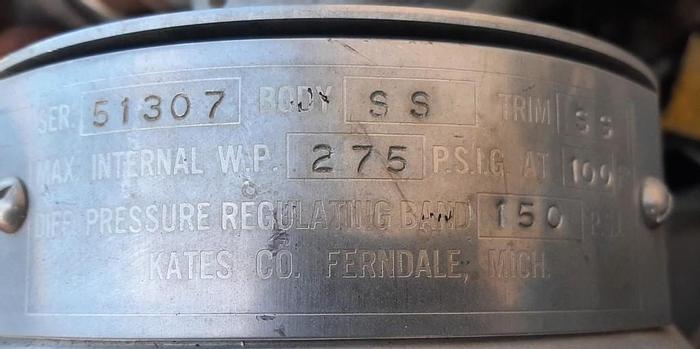 SER. 51307 BODY SS TRIM SS
MAX. INTERNAL W.P. 275 P.S.I.G. AT 100
DIFF. PRESSURE REGULATING BAND 150
KATES CO. FERNDALE, MICH.